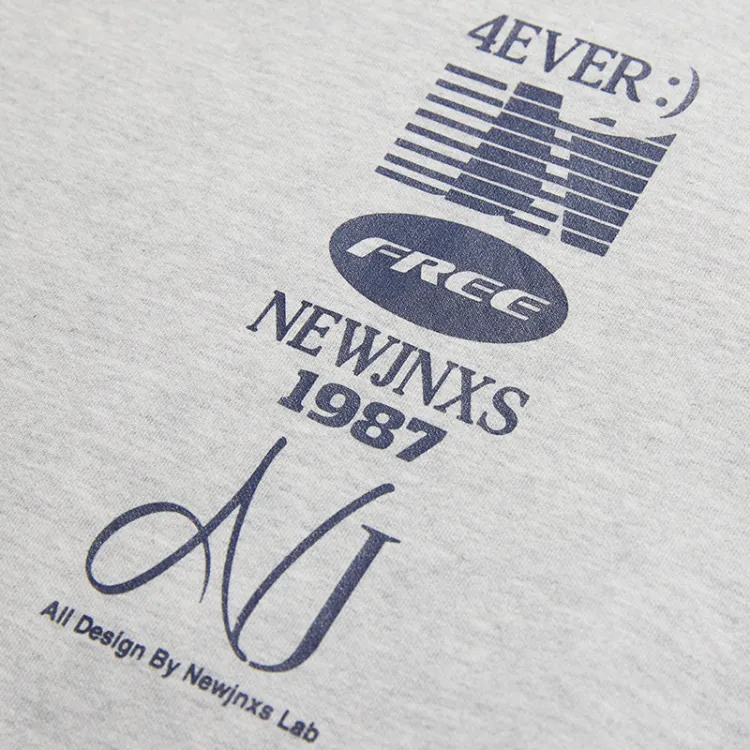 4EVER :)
N
FREE
NEWJNXS
1987
NJ
All Design By Newjnxs Lab